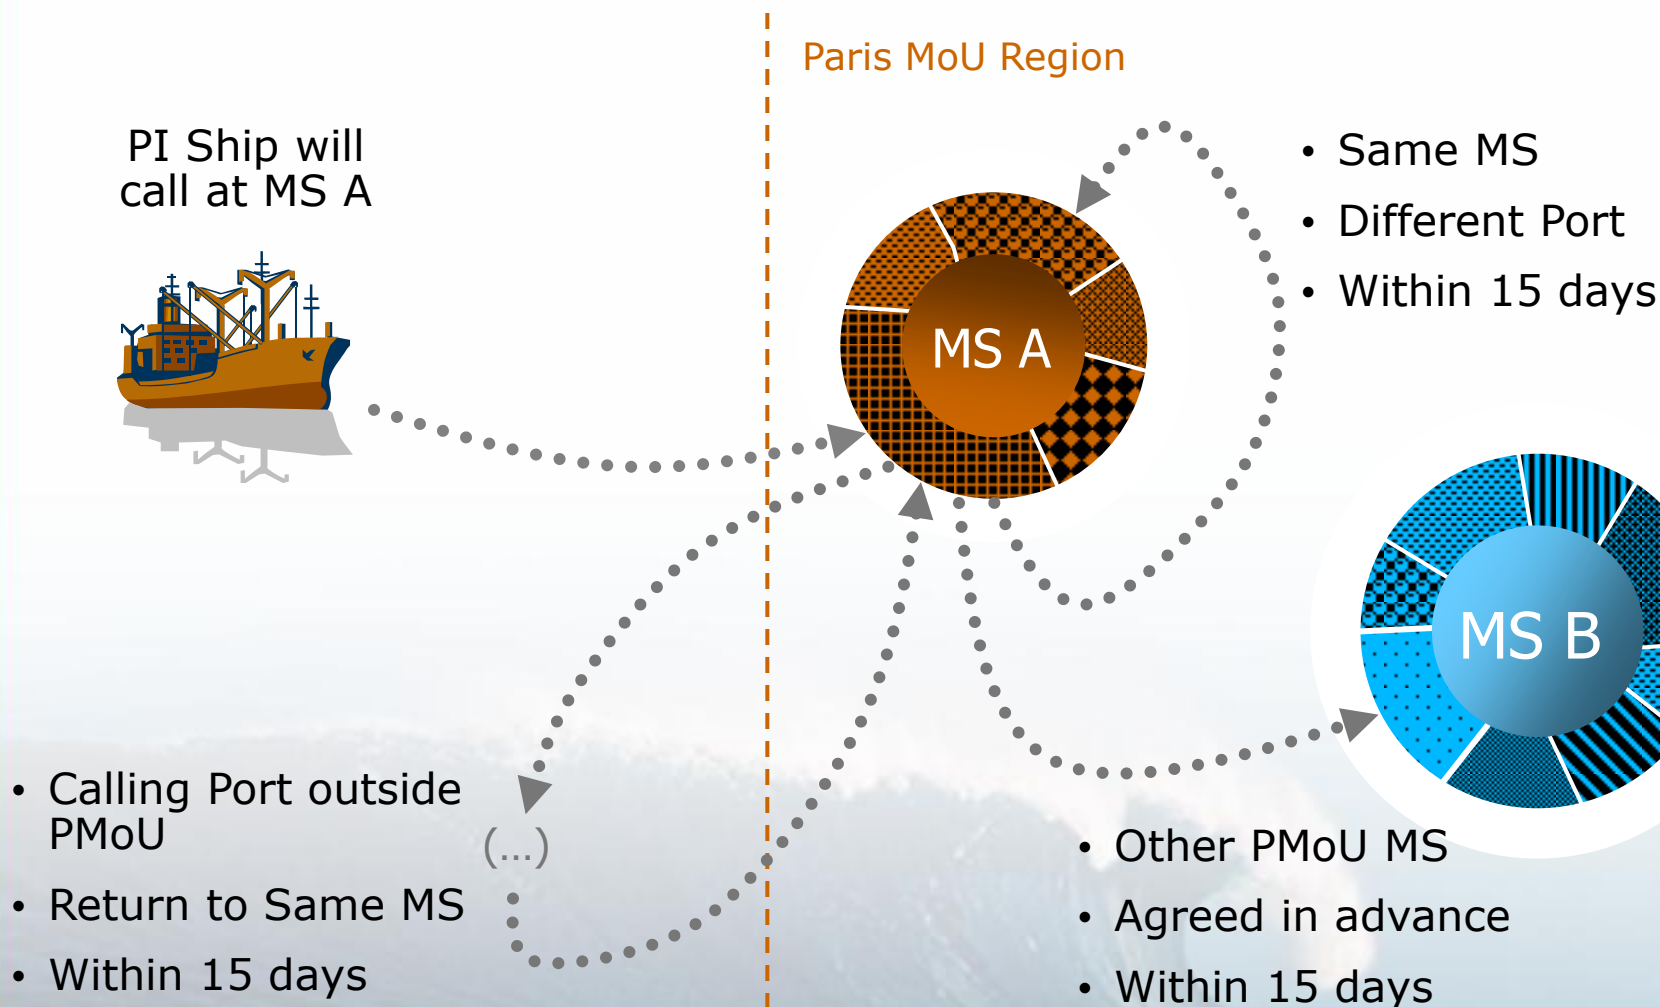 Paris MoU Region
PI Ship will
call at MS A
• Same MS
• Different Port
• Within 15 days
MS A
MS B
• Calling Port outside
PMoU
(...)
• Return to Same MS
• Within 15 days
• Other PMoU MS
• Agreed in advance
• Within 15 days